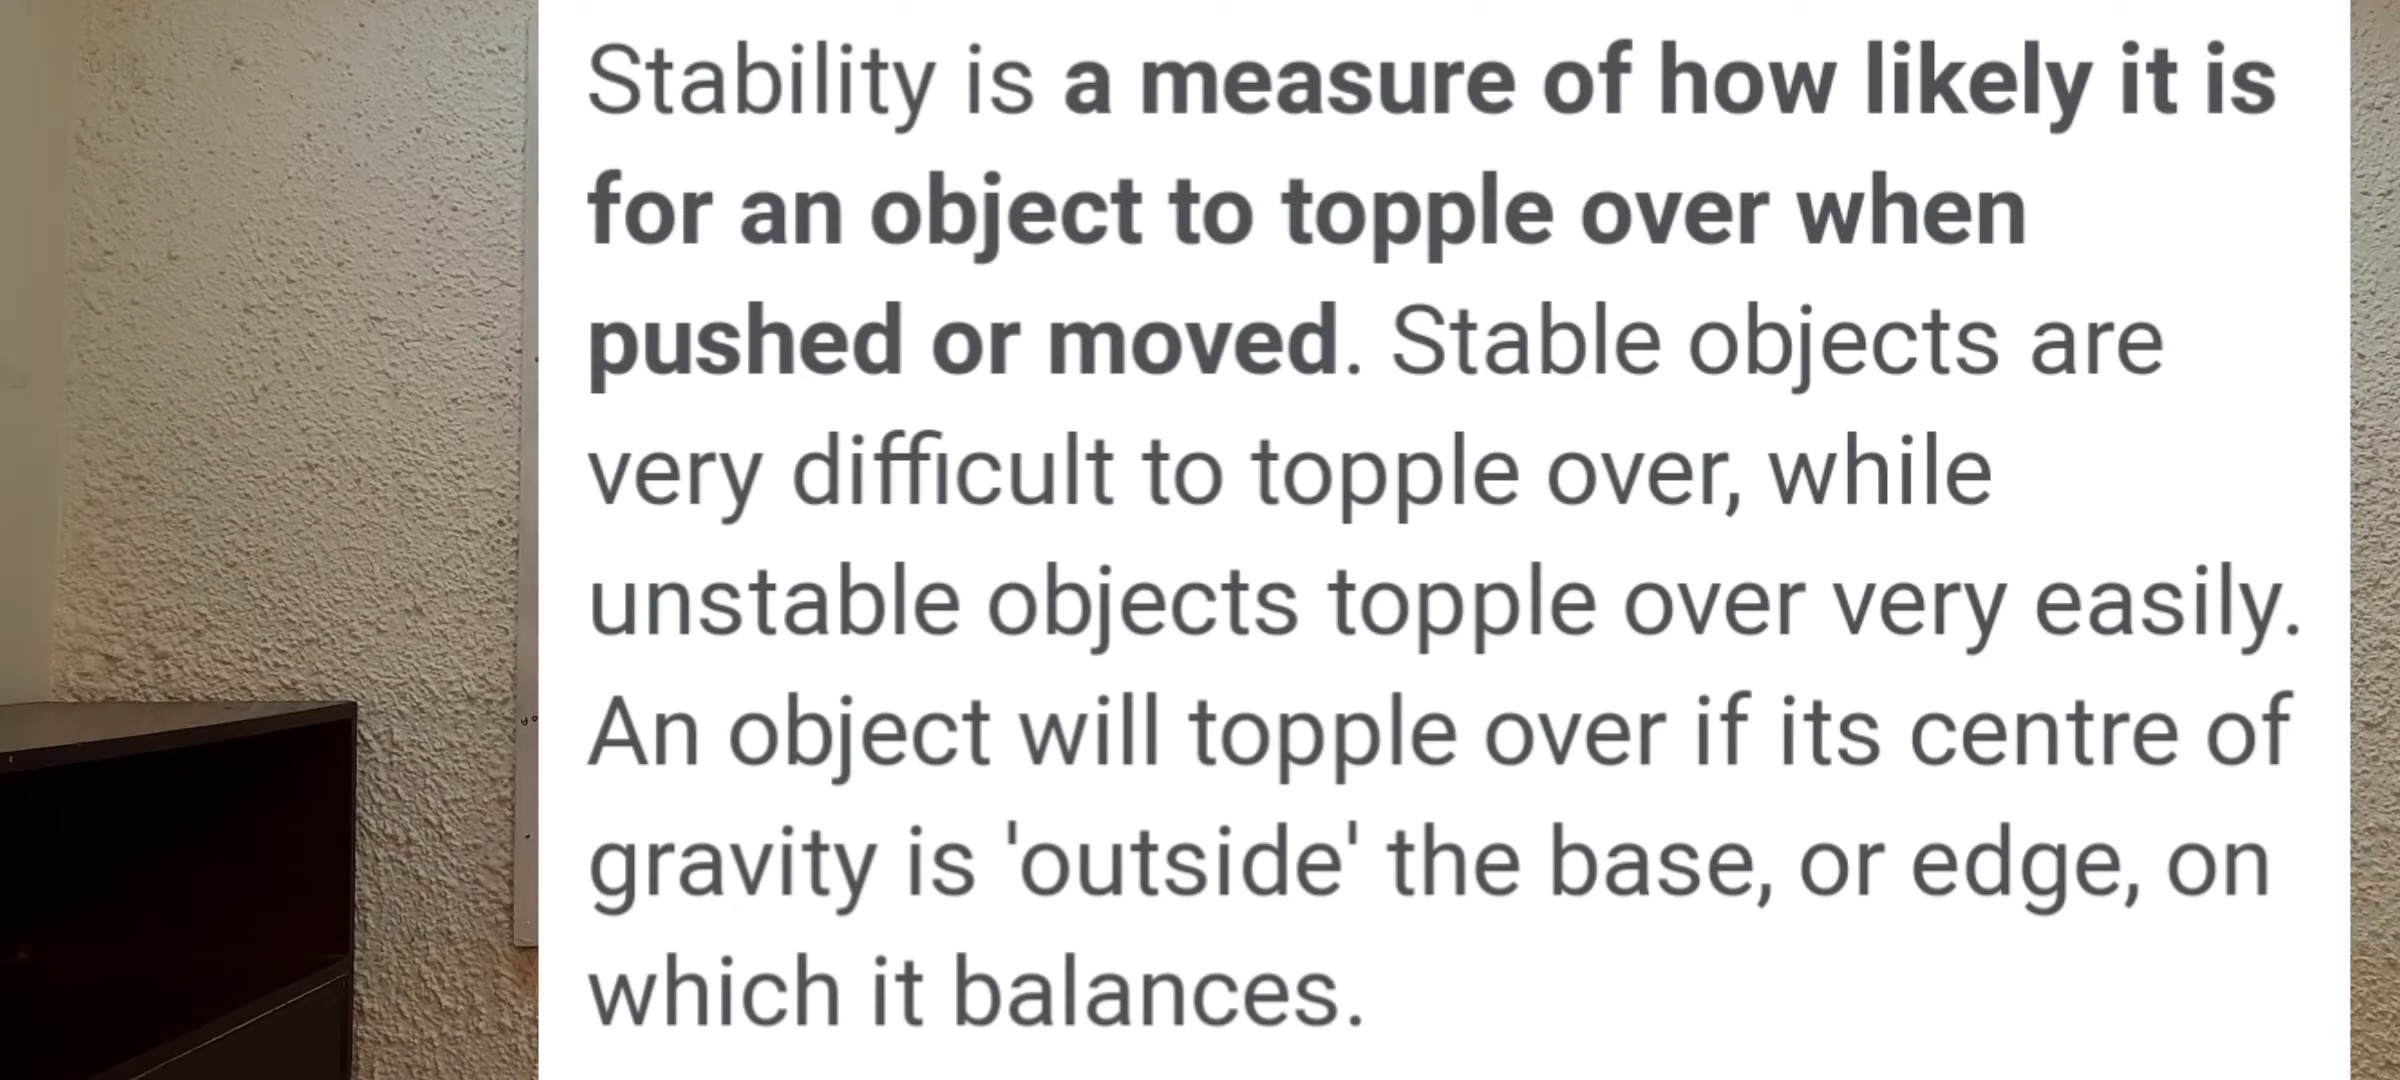 Stability is a measure of how likely it is
for an object to topple over when
pushed or moved. Stable objects are
very difficult to topple over, while
unstable objects topple over very easily.
An object will topple over if its centre of
gravity is 'outside' the base, or edge, on
which it balances.